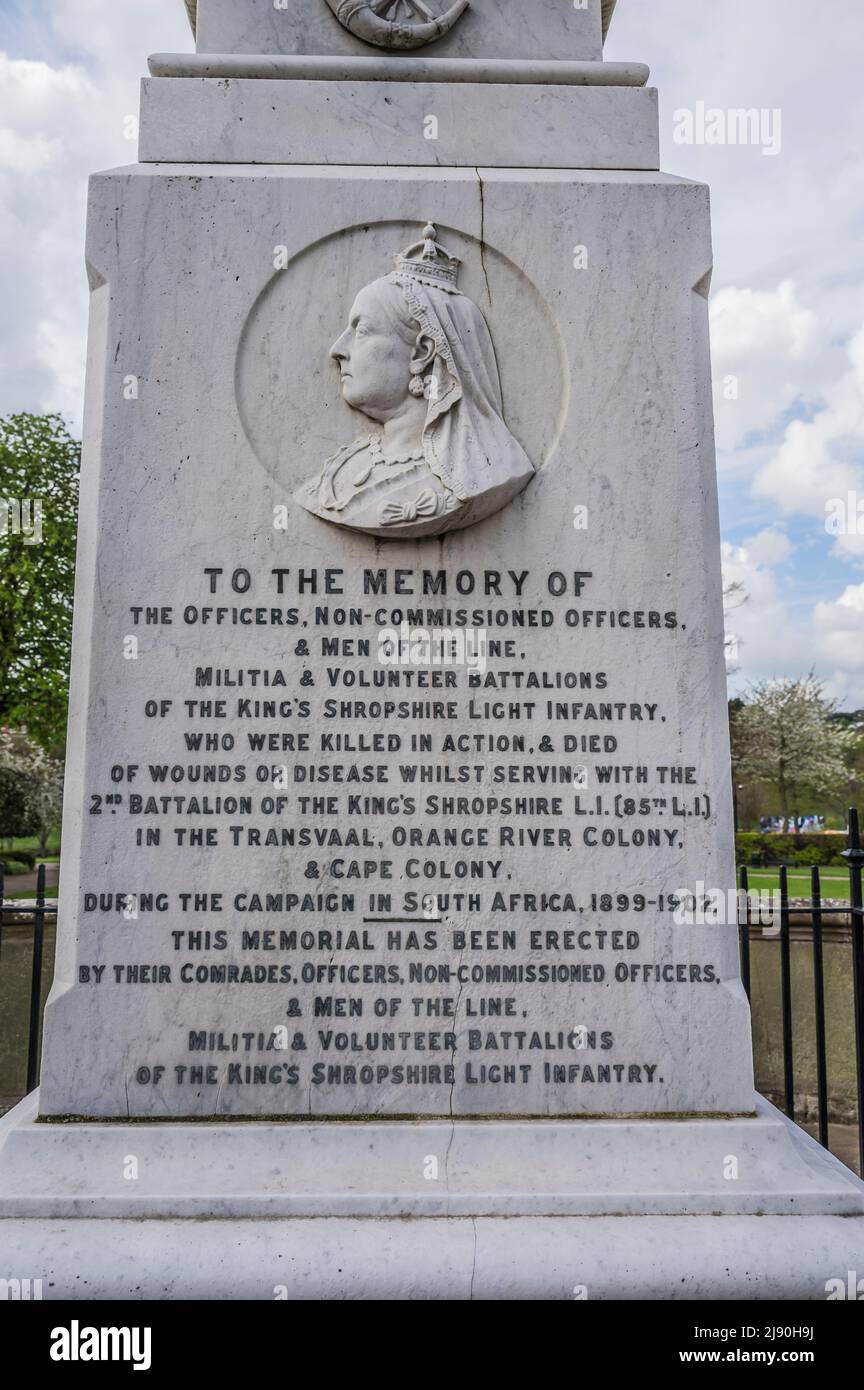 TO THE MEMORY OF
THE OFFICERS, NON-COMMISSIONED OFFICERS,
& MEN OF THE LINE,
MILITIA & VOLUNTEER BATTALIONS
OF THE KING'S SHROPSHIRE LIGHT INFANTRY,
WHO WERE KILLED IN ACTION, & DIED
OF WOUNDS OR DISEASE WHILST SERVING WITH THE
2ND BATTALION OF THE KING'S SHROPSHIRE L.I. (85TH L.I.)
IN THE TRANSVAAL, ORANGE RIVER COLONY,
& CAPE COLONY,
DURING THE CAMPAIGN IN SOUTH AFRICA, 1899-1902.
THIS MEMORIAL HAS BEEN ERECTED
BY THEIR COMRADES, OFFICERS, NON-COMMISSIONED OFFICERS,
& MEN OF THE LINE,
MILITIA & VOLUNTEER BATTALIONS
OF THE KING'S SHROPSHIRE LIGHT INFANTRY.
alamy
alamy
Image ID: 2J90H9J
www.alamy.com